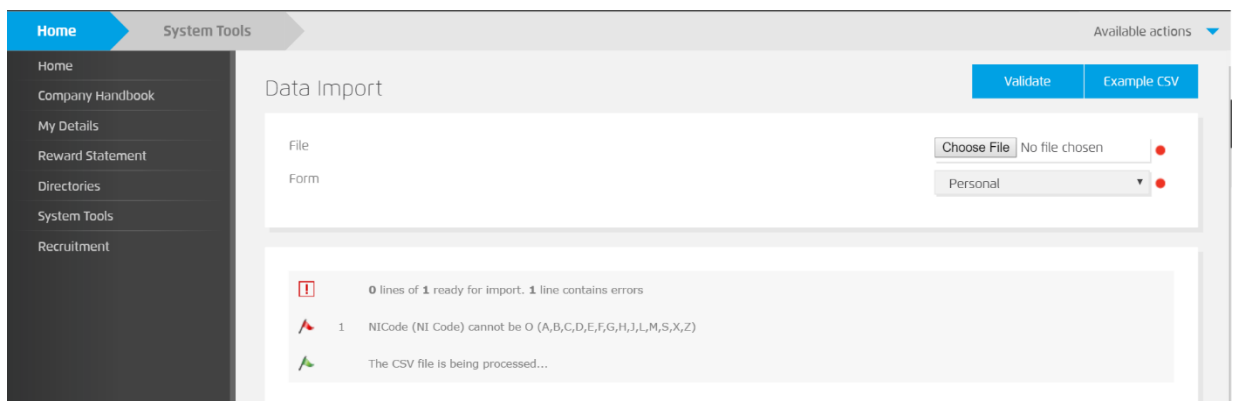 Home System Tools Available actions
Home
Company Handbook
My Details
Reward Statement
Directories
System Tools
Recruitment
Data Import
Validate Example CSV
File Choose File No file chosen
Form Personal
0 lines of 1 ready for import. 1 line contains errors
1 NICode (NI Code) cannot be O (A,B,C,D,E,F,G,H,J,L,M,S,X,Z)
The CSV file is being processed...